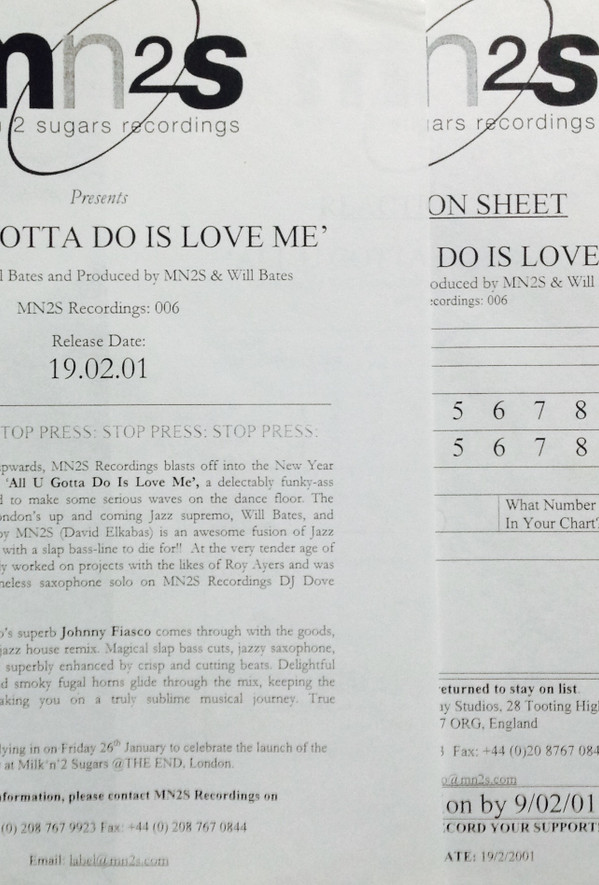 mn2s
2 sugars recordings
Presents
OTTA DO IS LOVE ME’
l Bates and Produced by MN2S & Will Bates
MN2S Recordings: 006
Release Date:
19.02.01
TOP PRESS: STOP PRESS: STOP PRESS:
upwards, MN2S Recordings blasts off into the New Year
‘All U Gotta Do Is Love Me’, a delectably funky-ass
d to make some serious waves on the dance floor. The
ondon's up and coming Jazz supremo, Will Bates, and
by MN2S (David Elkabas) is an awesome fusion of Jazz
with a slap bass-line to die for!! At the very tender age of
ly worked on projects with the likes of Roy Ayers and was
meless saxophone solo on MN2S Recordings DJ Dove
o's superb Johnny Fiasco comes through with the goods,
jazz house remix. Magical slap bass cuts, jazzy saxophone,
superbly enhanced by crisp and cutting beats. Delightful
d smoky fugal horns glide through the mix, keeping the
aking you on a truly sublime musical journey. True
lying in on Friday 26th January to celebrate the launch of the
at Milk'n'2 Sugars @THE END, London.
nformation, please contact MN2S Recordings on
(0) 208 767 9923 Fax: +44 (0) 208 767 0844
Email: label@mn2s.com
n2s
ars recordings
ON SHEET
DO IS LOVE
oduced by MN2S & Will
ecordings: 006
5 6 7 8
5 6 7 8
What Number
In Your Chart?
returned to stay on list
ay Studios, 28 Tooting High
7 ORG, England
3 Fax: +44 (0)20 8767 084
@mn2s.com
on by 9/02/01
CORD YOUR SUPPORT
ATE: 19/2/2001